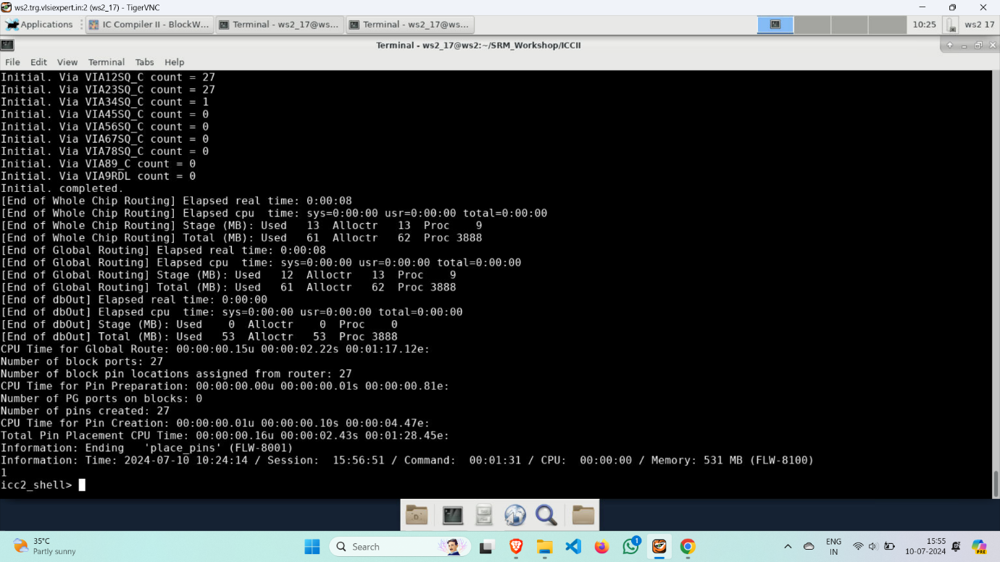 ws2.trg.vlsiexpert.in:2 (ws2_17) - TigerVNC
Applications
IC Compiler II - BlockW...
Terminal - ws2_17@ws...
Terminal - ws2_17@ws...
10:25
ws2 17
Terminal - ws2_17@ws2:~/SRM_Workshop/ICCII
File Edit View Terminal Tabs Help
Initial. Via VIA12SQ_C count = 27
Initial. Via VIA23SQ_C count = 27
Initial. Via VIA34SQ_C count = 1
Initial. Via VIA45SQ_C count = 0
Initial. Via VIA56SQ_C count = 0
Initial. Via VIA67SQ_C count = 0
Initial. Via VIA78SQ_C count = 0
Initial. Via VIA89_C count = 0
Initial. Via VIA9RDL count = 0
Initial. completed.
[End of Whole Chip Routing] Elapsed real time: 0:00:08
[End of Whole Chip Routing] Elapsed cpu  time: sys=0:00:00 usr=0:00:00 total=0:00:00
[End of Whole Chip Routing] Stage (MB): Used   13  Alloctr   13  Proc    9
[End of Whole Chip Routing] Total (MB): Used   61  Alloctr   62  Proc 3888
[End of Global Routing] Elapsed real time: 0:00:08
[End of Global Routing] Elapsed cpu  time: sys=0:00:00 usr=0:00:00 total=0:00:00
[End of Global Routing] Stage (MB): Used   12  Alloctr   13  Proc    9
[End of Global Routing] Total (MB): Used   61  Alloctr   62  Proc 3888
[End of dbOut] Elapsed real time: 0:00:00
[End of dbOut] Elapsed cpu  time: sys=0:00:00 usr=0:00:00 total=0:00:00
[End of dbOut] Stage (MB): Used    0  Alloctr    0  Proc    0
[End of dbOut] Total (MB): Used   53  Alloctr   53  Proc 3888
CPU Time for Global Route: 00:00:00.15u 00:00:02.22s 00:01:17.12e:
Number of block ports: 27
Number of block pin locations assigned from router: 27
CPU Time for Pin Preparation: 00:00:00.00u 00:00:00.01s 00:00:00.81e:
Number of PG ports on blocks: 0
Number of pins created: 27
CPU Time for Pin Creation: 00:00:00.01u 00:00:00.10s 00:00:04.47e:
Total Pin Placement CPU Time: 00:00:00.16u 00:00:02.43s 00:01:28.45e:
Information: Ending   'place_pins' (FLW-8001)
Information: Time: 2024-07-10 10:24:14 / Session:  15:56:51 / Command:  00:01:31 / CPU:  00:00:00 / Memory: 531 MB (FLW-8100)
1
icc2_shell>
35°C
Partly sunny
Search
1
ENG
IN
15:55
10-07-2024
PRE